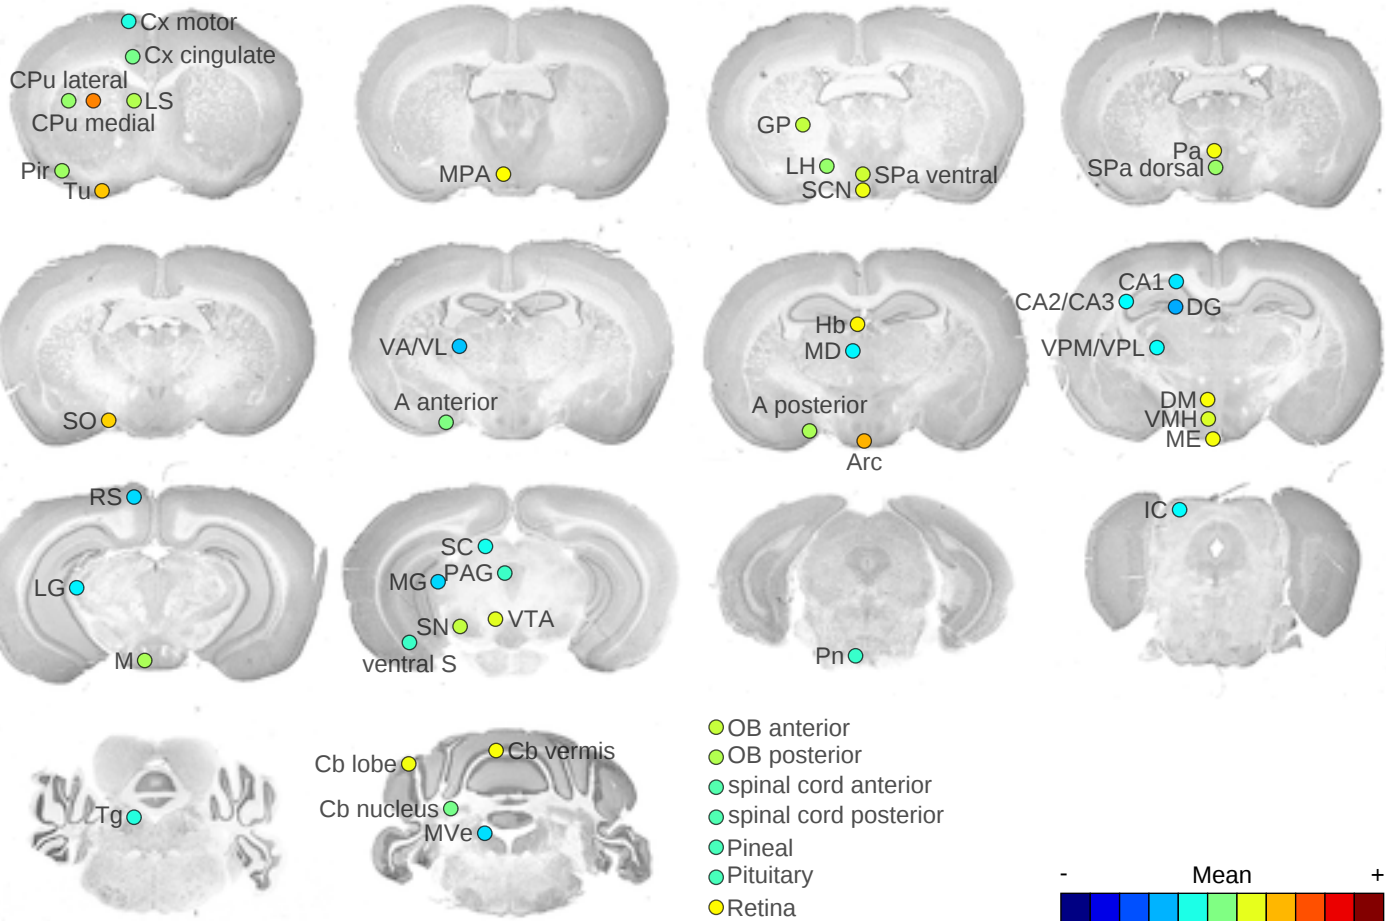 Cx motor
Cx cingulate
CPu lateral
LS
CPu medial
Pir
Tu
MPA
GP
LH
SPa ventral
SCN
Pa
SPa dorsal
SO
VA/VL
A anterior
Hb
MD
A posterior
Arc
CA1
CA2/CA3
DG
VPM/VPL
DM
VMH
ME
RS
LG
M
SC
PAG
MG
VTA
SN
ventral S
Pn
IC
Tg
Cb vermis
Cb lobe
Cb nucleus
MVe
OB anterior
OB posterior
spinal cord anterior
spinal cord posterior
Pineal
Pituitary
Retina
- Mean +